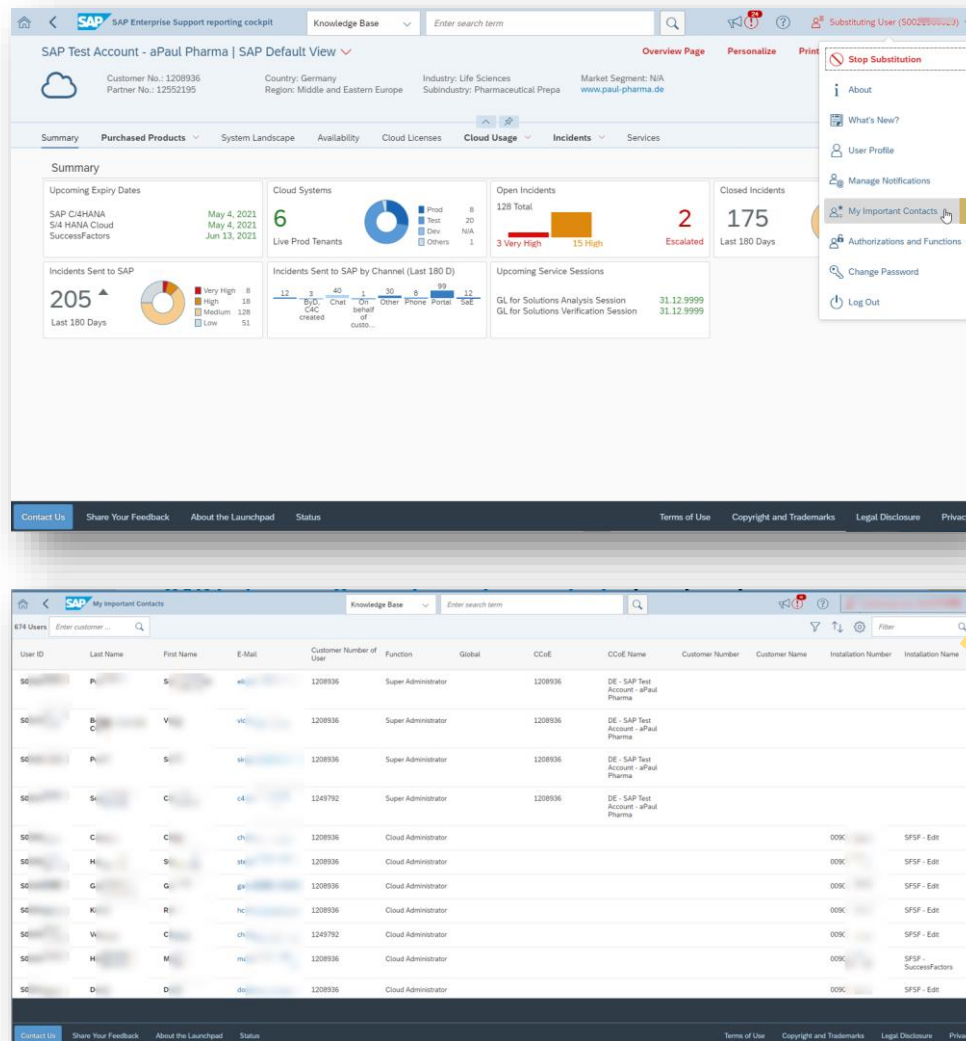 SAP SAP Enterprise Support reporting cockpit Knowledge Base Enter search term 24 Substituting User
SAP Test Account - aPaul Pharma | SAP Default View Overview Page Personalize Print
Customer No.: 1208936 Country: Germany Industry: Life Sciences Market Segment: N/A
Partner No.: 12552195 Region: Middle and Eastern Europe Subindustry: Pharmaceutical Prepa www.paul-pharma.de
Summary Purchased Products System Landscape Availability Cloud Licenses Cloud Usage Incidents Services
Stop Substitution
About
What's New?
User Profile
Manage Notifications
My Important Contacts
Authorizations and Functions
Change Password
Log Out
Summary
Upcoming Expiry Dates
SAP C/4HANA May 4, 2021
S/4 HANA Cloud May 4, 2021
SuccessFactors Jun 13, 2021
Cloud Systems
6
Live Prod Tenants
Prod 8
Test 20
Dev N/A
Others 1
Open Incidents
128 Total
3 Very High 15 High
2
Escalated
Closed Incidents
175
Last 180 Days
Incidents Sent to SAP
205
Last 180 Days
Very High 8
High 18
Medium 128
Low 51
Incidents Sent to SAP by Channel (Last 180 D)
12 3 40 1 30 8 99 12
ByD, C4C created Chat On behalf of custo... Other Phone Portal SaE
Upcoming Service Sessions
GL for Solutions Analysis Session 31.12.9999
GL for Solutions Verification Session 31.12.9999
Contact Us Share Your Feedback About the Launchpad Status Terms of Use Copyright and Trademarks Legal Disclosure Privac
SAP My Important Contacts Knowledge Base Enter search term
674 Users Enter customer ... Filter
User ID Last Name First Name E-Mail Customer Number of User Function Global CCoE CCoE Name Customer Number Customer Name Installation Number Installation Name
1208936 Super Administrator 1208936 DE - SAP Test Account - aPaul Pharma
1208936 Super Administrator 1208936 DE - SAP Test Account - aPaul Pharma
1208936 Super Administrator 1208936 DE - SAP Test Account - aPaul Pharma
1249792 Super Administrator 1208936 DE - SAP Test Account - aPaul Pharma
1208936 Cloud Administrator SFSF - Edit
1208936 Cloud Administrator SFSF - Edit
1208936 Cloud Administrator SFSF - Edit
1208936 Cloud Administrator SFSF - Edit
1249792 Cloud Administrator SFSF - Edit
1208936 Cloud Administrator SFSF - SuccessFactors
1208936 Cloud Administrator SFSF - Edit
Contact Us Share Your Feedback About the Launchpad Status Terms of Use Copyright and Trademarks Legal Disclosure Privac